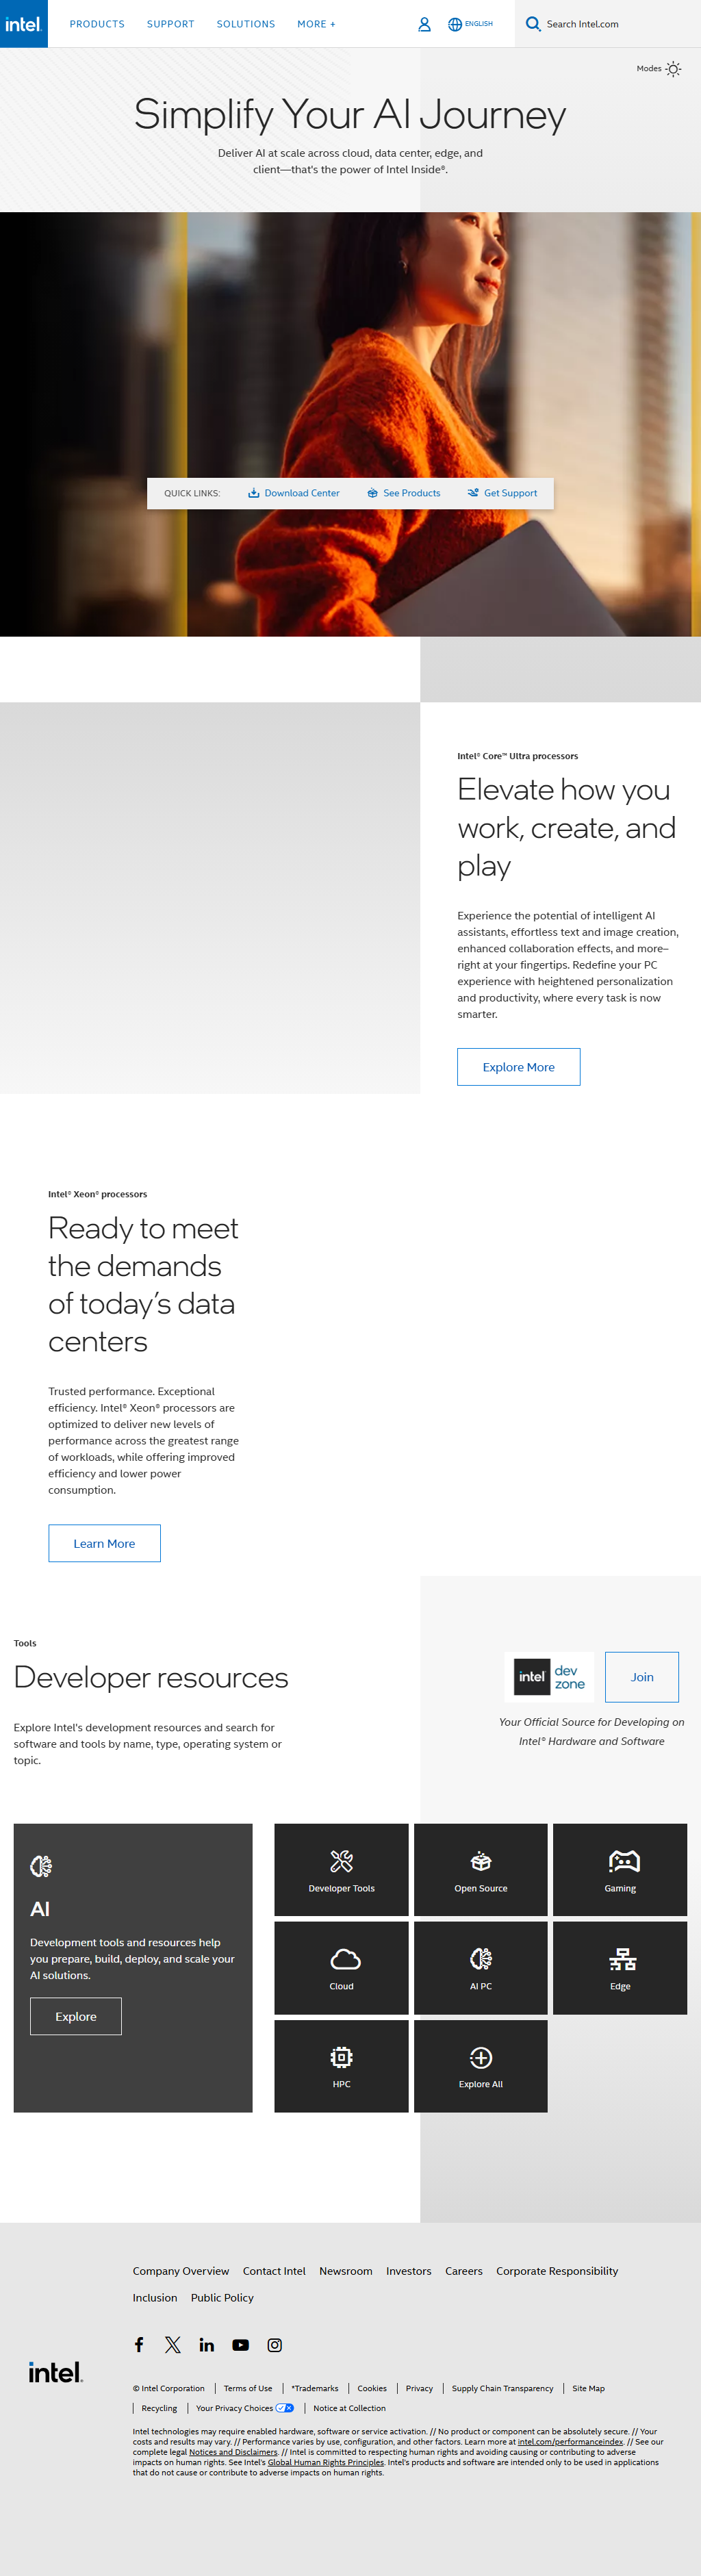 intel.
PRODUCTS SUPPORT SOLUTIONS MORE +
ENGLISH
Search Intel.com
Modes
Simplify Your AI Journey
Deliver AI at scale across cloud, data center, edge, and
client—that's the power of Intel Inside®.
QUICK LINKS: Download Center See Products Get Support
Intel® Core™ Ultra processors
Elevate how you
work, create, and
play
Experience the potential of intelligent AI
assistants, effortless text and image creation,
enhanced collaboration effects, and more–
right at your fingertips. Redefine your PC
experience with heightened personalization
and productivity, where every task is now
smarter.
Explore More
Intel® Xeon® processors
Ready to meet
the demands
of today's data
centers
Trusted performance. Exceptional
efficiency. Intel® Xeon® processors are
optimized to deliver new levels of
performance across the greatest range
of workloads, while offering improved
efficiency and lower power
consumption.
Learn More
Tools
Developer resources
Explore Intel's development resources and search for
software and tools by name, type, operating system or
topic.
intel. dev
zone
Join
Your Official Source for Developing on
Intel® Hardware and Software
AI
Development tools and resources help
you prepare, build, deploy, and scale your
AI solutions.
Explore
Developer Tools
Open Source
Gaming
Cloud
AI PC
Edge
HPC
Explore All
Company Overview Contact Intel Newsroom Investors Careers Corporate Responsibility
Inclusion Public Policy
intel.
© Intel Corporation Terms of Use *Trademarks Cookies Privacy Supply Chain Transparency Site Map
Recycling Your Privacy Choices Notice at Collection
Intel technologies may require enabled hardware, software or service activation. // No product or component can be absolutely secure. // Your
costs and results may vary. // Performance varies by use, configuration, and other factors. Learn more at intel.com/performanceindex. // See our
complete legal Notices and Disclaimers. // Intel is committed to respecting human rights and avoiding causing or contributing to adverse
impacts on human rights. See Intel's Global Human Rights Principles. Intel's products and software are intended only to be used in applications
that do not cause or contribute to adverse impacts on human rights.